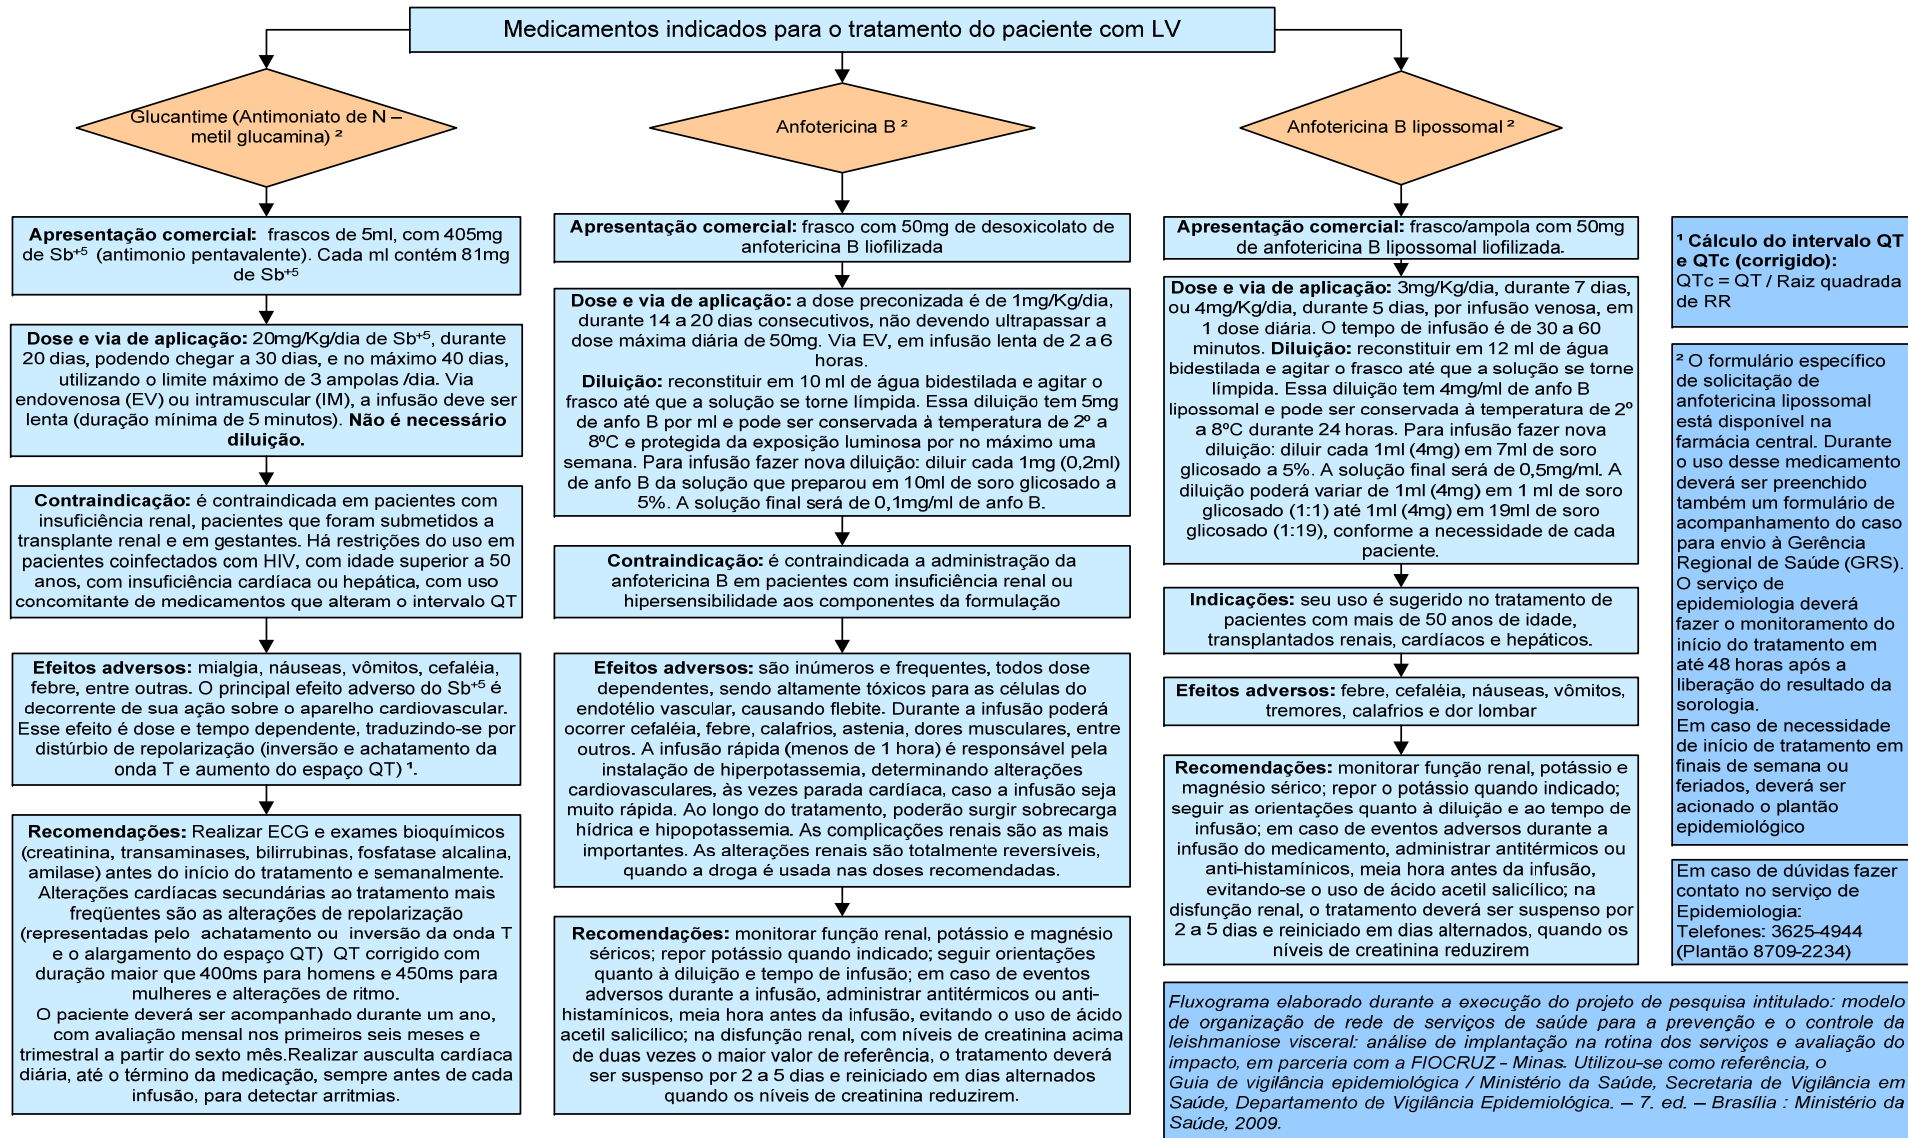 Medicamentos indicados para o tratamento do paciente com LV
Glucantime (Antimoniato de N –
metil glucamina) ²
Apresentação comercial: frascos de 5ml, com 405mg
de Sb⁺⁵ (antimonio pentavalente). Cada ml contém 81mg
de Sb⁺⁵
Dose e via de aplicação: 20mg/Kg/dia de Sb⁺⁵, durante
20 dias, podendo chegar a 30 dias, e no máximo 40 dias,
utilizando o limite máximo de 3 ampolas /dia. Via
endovenosa (EV) ou intramuscular (IM), a infusão deve ser
lenta (duração mínima de 5 minutos). Não é necessário
diluição.
Contraindicação: é contraindicada em pacientes com
insuficiência renal, pacientes que foram submetidos a
transplante renal e em gestantes. Há restrições do uso em
pacientes coinfectados com HIV, com idade superior a 50
anos, com insuficiência cardíaca ou hepática, com uso
concomitante de medicamentos que alteram o intervalo QT
Efeitos adversos: mialgia, náuseas, vômitos, cefaléia,
febre, entre outras. O principal efeito adverso do Sb⁺⁵ é
decorrente de sua ação sobre o aparelho cardiovascular.
Esse efeito é dose e tempo dependente, traduzindo-se por
distúrbio de repolarização (inversão e achatamento da
onda T e aumento do espaço QT) ¹.
Recomendações: Realizar ECG e exames bioquímicos
(creatinina, transaminases, bilirrubinas, fosfatase alcalina,
amilase) antes do início do tratamento e semanalmente.
Alterações cardíacas secundárias ao tratamento mais
freqüentes são as alterações de repolarização
(representadas pelo achatamento ou inversão da onda T
e o alargamento do espaço QT) QT corrigido com
duração maior que 400ms para homens e 450ms para
mulheres e alterações de ritmo.
O paciente deverá ser acompanhado durante um ano,
com avaliação mensal nos primeiros seis meses e
trimestral a partir do sexto mês.Realizar ausculta cardíaca
diária, até o término da medicação, sempre antes de cada
infusão, para detectar arritmias.
Anfotericina B ²
Apresentação comercial: frasco com 50mg de desoxicolato de
anfotericina B liofilizada
Dose e via de aplicação: a dose preconizada é de 1mg/Kg/dia,
durante 14 a 20 dias consecutivos, não devendo ultrapassar a
dose máxima diária de 50mg. Via EV, em infusão lenta de 2 a 6
horas.
Diluição: reconstituir em 10 ml de água bidestilada e agitar o
frasco até que a solução se torne límpida. Essa diluição tem 5mg
de anfo B por ml e pode ser conservada à temperatura de 2º a
8ºC e protegida da exposição luminosa por no máximo uma
semana. Para infusão fazer nova diluição: diluir cada 1mg (0,2ml)
de anfo B da solução que preparou em 10ml de soro glicosado a
5%. A solução final será de 0,1mg/ml de anfo B.
Contraindicação: é contraindicada a administração da
anfotericina B em pacientes com insuficiência renal ou
hipersensibilidade aos componentes da formulação
Efeitos adversos: são inúmeros e frequentes, todos dose
dependentes, sendo altamente tóxicos para as células do
endotélio vascular, causando flebite. Durante a infusão poderá
ocorrer cefaléia, febre, calafrios, astenia, dores musculares, entre
outros. A infusão rápida (menos de 1 hora) é responsável pela
instalação de hiperpotassemia, determinando alterações
cardiovasculares, às vezes parada cardíaca, caso a infusão seja
muito rápida. Ao longo do tratamento, poderão surgir sobrecarga
hídrica e hipopotassemia. As complicações renais são as mais
importantes. As alterações renais são totalmente reversíveis,
quando a droga é usada nas doses recomendadas.
Recomendações: monitorar função renal, potássio e magnésio
séricos; repor potássio quando indicado; seguir orientações
quanto à diluição e tempo de infusão; em caso de eventos
adversos durante a infusão, administrar antitérmicos ou anti-
histamínicos, meia hora antes da infusão, evitando o uso de ácido
acetil salicilico; na disfunção renal, com níveis de creatinina acima
de duas vezes o maior valor de referência, o tratamento deverá
ser suspenso por 2 a 5 dias e reiniciado em dias alternados
quando os níveis de creatinina reduzirem.
Anfotericina B lipossomal ²
Apresentação comercial: frasco/ampola com 50mg
de anfotericina B lipossomal liofilizada.
Dose e via de aplicação: 3mg/Kg/dia, durante 7 dias,
ou 4mg/Kg/dia, durante 5 dias, por infusão venosa, em
1 dose diária. O tempo de infusão é de 30 a 60
minutos. Diluição: reconstituir em 12 ml de água
bidestilada e agitar o frasco até que a solução se torne
límpida. Essa diluição tem 4mg/ml de anfo B
lipossomal e pode ser conservada à temperatura de 2º
a 8ºC durante 24 horas. Para infusão fazer nova
diluição: diluir cada 1ml (4mg) em 7ml de soro
glicosado a 5%. A solução final será de 0,5mg/ml. A
diluição poderá variar de 1ml (4mg) em 1 ml de soro
glicosado (1:1) até 1ml (4mg) em 19ml de soro
glicosado (1:19), conforme a necessidade de cada
paciente.
Indicações: seu uso é sugerido no tratamento de
pacientes com mais de 50 anos de idade,
transplantados renais, cardíacos e hepáticos.
Efeitos adversos: febre, cefaléia, náuseas, vômitos,
tremores, calafrios e dor lombar
Recomendações: monitorar função renal, potássio e
magnésio sérico; repor o potássio quando indicado;
seguir as orientações quanto à diluição e ao tempo de
infusão; em caso de eventos adversos durante a
infusão do medicamento, administrar antitérmicos ou
anti-histamínicos, meia hora antes da infusão,
evitando-se o uso de ácido acetil salicílico; na
disfunção renal, o tratamento deverá ser suspenso por
2 a 5 dias e reiniciado em dias alternados, quando os
níveis de creatinina reduzirem
¹ Cálculo do intervalo QT
e QTc (corrigido):
QTc = QT / Raiz quadrada
de RR
² O formulário específico
de solicitação de
anfotericina lipossomal
está disponível na
farmácia central. Durante
o uso desse medicamento
deverá ser preenchido
também um formulário de
acompanhamento do caso
para envio à Gerência
Regional de Saúde (GRS).
O serviço de
epidemiologia deverá
fazer o monitoramento do
início do tratamento em
até 48 horas após a
liberação do resultado da
sorologia.
Em caso de necessidade
de início de tratamento em
finais de semana ou
feriados, deverá ser
acionado o plantão
epidemiológico
Em caso de dúvidas fazer
contato no serviço de
Epidemiologia:
Telefones: 3625-4944
(Plantão 8709-2234)
Fluxograma elaborado durante a execução do projeto de pesquisa intitulado: modelo
de organização de rede de serviços de saúde para a prevenção e o controle da
leishmaniose visceral: análise de implantação na rotina dos serviços e avaliação do
impacto, em parceria com a FIOCRUZ - Minas. Utilizou-se como referência, o
Guia de vigilância epidemiológica / Ministério da Saúde, Secretaria de Vigilância em
Saúde, Departamento de Vigilância Epidemiológica. – 7. ed. – Brasília : Ministério da
Saúde, 2009.